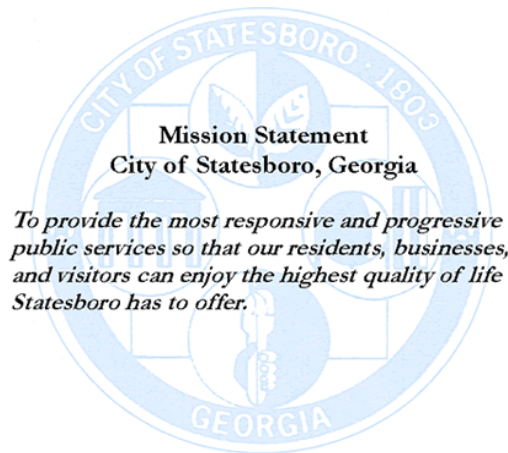 CITY OF STATESBORO · 1803
Mission Statement
City of Statesboro, Georgia
To provide the most responsive and progressive
public services so that our residents, businesses,
and visitors can enjoy the highest quality of life
Statesboro has to offer.
GEORGIA